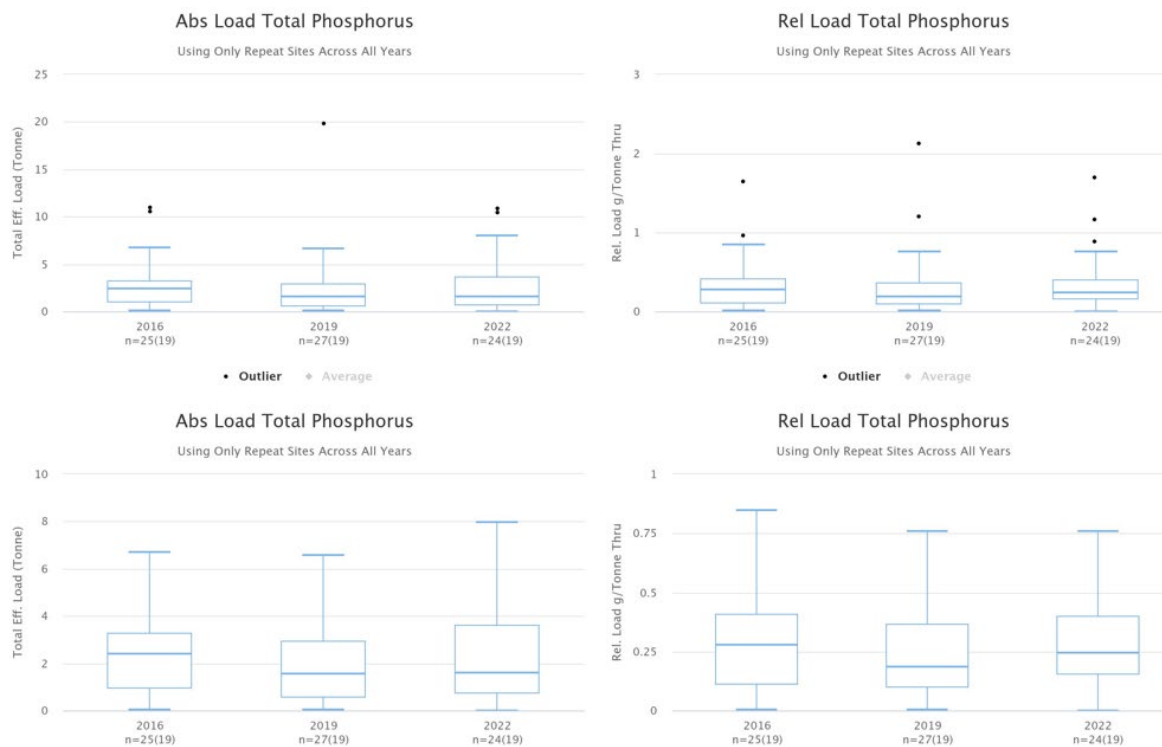 Abs Load Total Phosphorus
Using Only Repeat Sites Across All Years
Total Eff. Load (Tonne)
25
20
15
10
5
0
2016
n=25(19)
2019
n=27(19)
2022
n=24(19)
Outlier
Average
Rel Load Total Phosphorus
Using Only Repeat Sites Across All Years
Rel. Load g/Tonne Thru
3
2
1
0
2016
n=25(19)
2019
n=27(19)
2022
n=24(19)
Outlier
Average
Abs Load Total Phosphorus
Using Only Repeat Sites Across All Years
Total Eff. Load (Tonne)
10
8
6
4
2
0
2016
n=25(19)
2019
n=27(19)
2022
n=24(19)
Rel Load Total Phosphorus
Using Only Repeat Sites Across All Years
Rel. Load g/Tonne Thru
1
0.75
0.5
0.25
0
2016
n=25(19)
2019
n=27(19)
2022
n=24(19)